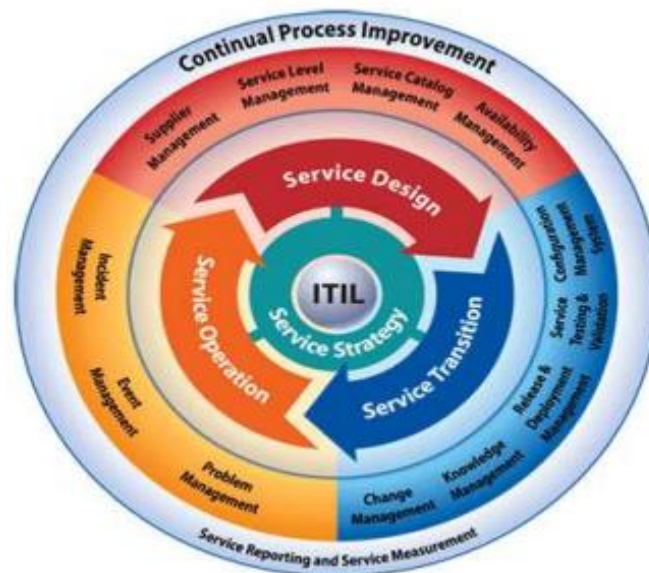 Continual Process Improvement
Supplier
Management
Service Level
Management
Service Catalog
Management
Availability
Management
Configuration
Management
System
Service
Testing &
Validation
Release &
Deployment
Management
Knowledge
Management
Change
Management
Problem
Management
Event
Management
Incident
Management
Service Design
Service Transition
Service Operation
Service Strategy
ITIL
Service Reporting and Service Measurement